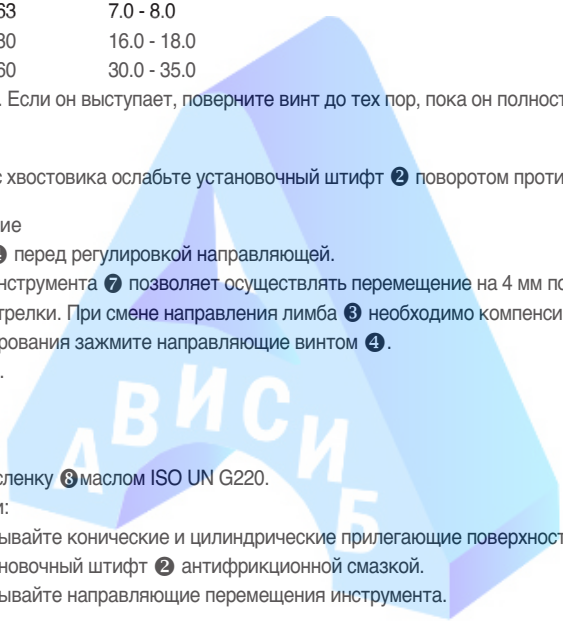 63 7.0 - 8.0
30 16.0 - 18.0
60 30.0 - 35.0
. Если он выступает, поверните винт до тех пор, пока он полност
с хвостовика ослабьте установочный штифт ❷ поворотом проти
ие
перед регулировкой направляющей.
нструмента ❼ позволяет осуществлять перемещение на 4 мм по
трелки. При смене направления лимба ❸ необходимо компенси
рования зажмите направляющие винтом ❹.
.
сленку ❽маслом ISO UN G220.
и:
ывайте конические и цилиндрические прилегающие поверхност
новочный штифт ❷ антифрикционной смазкой.
ывайте направляющие перемещения инструмента.
АВИСИБ